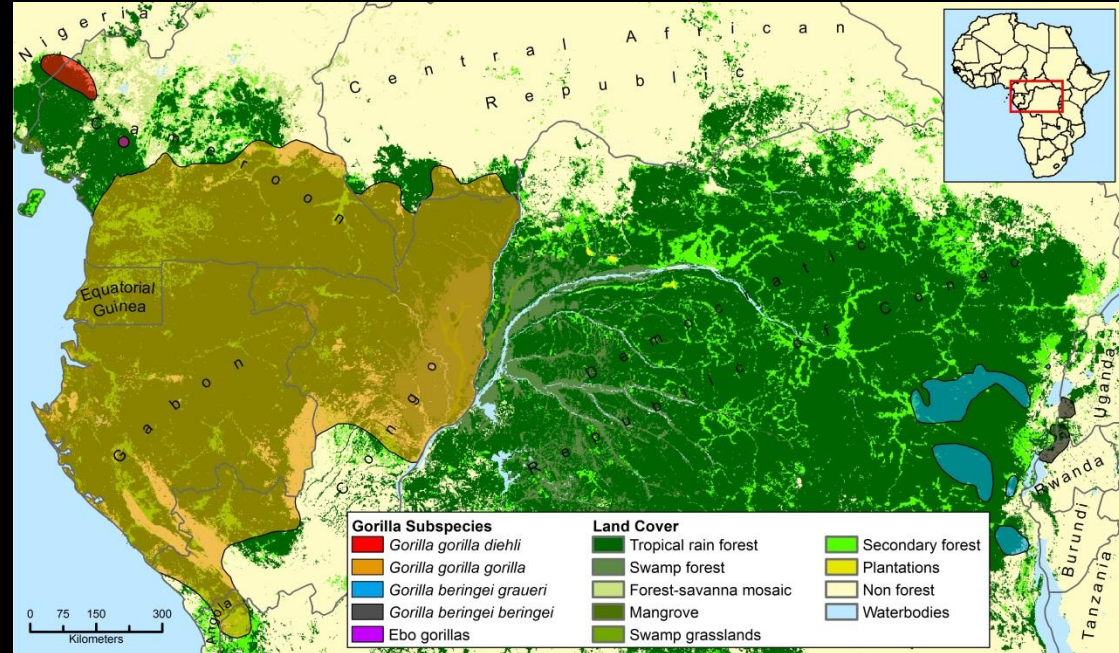 Nigeria
Central African
Republic
Cameroon
Equatorial
Guinea
Gabon
Congo
Democratic
Republic of Congo
Uganda
Rwanda
Burundi
Tanzania
Angola
0 75 150 300
Kilometers
Gorilla Subspecies
Gorilla gorilla diehli
Gorilla gorilla gorilla
Gorilla beringei graueri
Gorilla beringei beringei
Ebo gorillas
Land Cover
Tropical rain forest
Swamp forest
Forest-savanna mosaic
Mangrove
Swamp grasslands
Secondary forest
Plantations
Non forest
Waterbodies